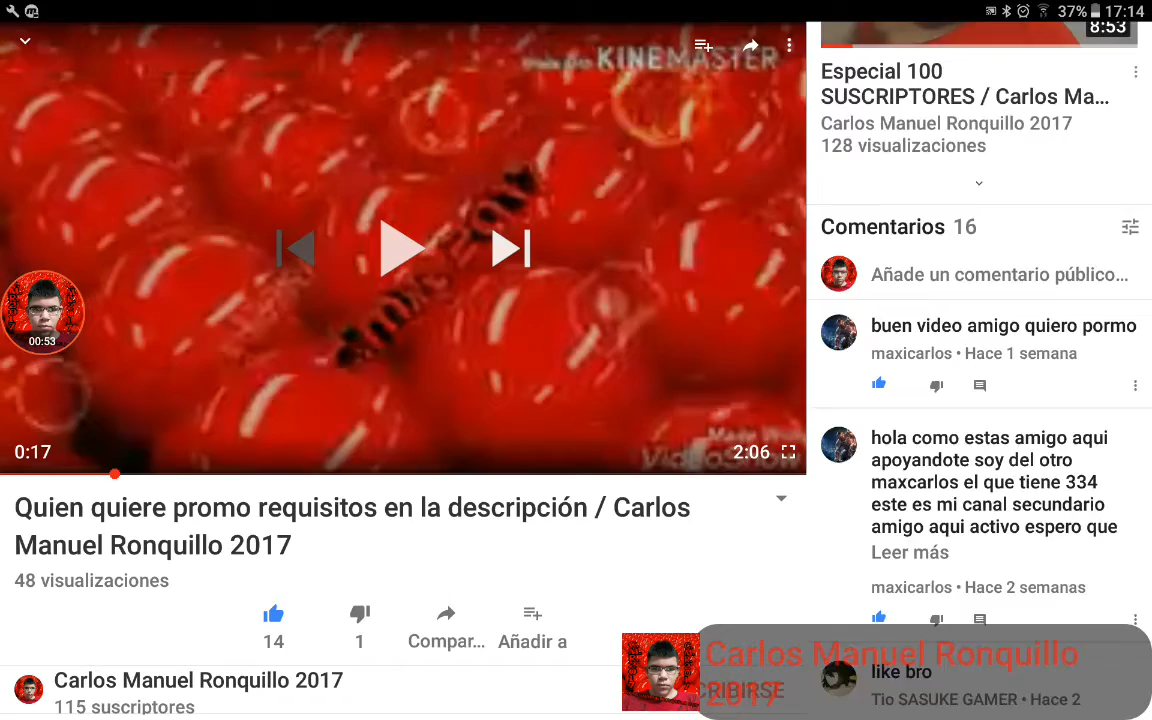 37% 17:14
KINEMASTER
00:53
0:17
2:06
Quien quiere promo requisitos en la descripción / Carlos
Manuel Ronquillo 2017
48 visualizaciones
14
1
Compar...
Añadir a
Carlos Manuel Ronquillo 2017
115 suscriptores
8:53
Especial 100
SUSCRIPTORES / Carlos Ma...
Carlos Manuel Ronquillo 2017
128 visualizaciones
Comentarios 16
Añade un comentario público...
buen video amigo quiero pormo
maxicarlos • Hace 1 semana
hola como estas amigo aqui
apoyandote soy del otro
maxcarlos el que tiene 334
este es mi canal secundario
amigo aqui activo espero que
Leer más
maxicarlos • Hace 2 semanas
like bro
Tio SASUKE GAMER • Hace 2
Carlos Manuel Ronquillo
2017